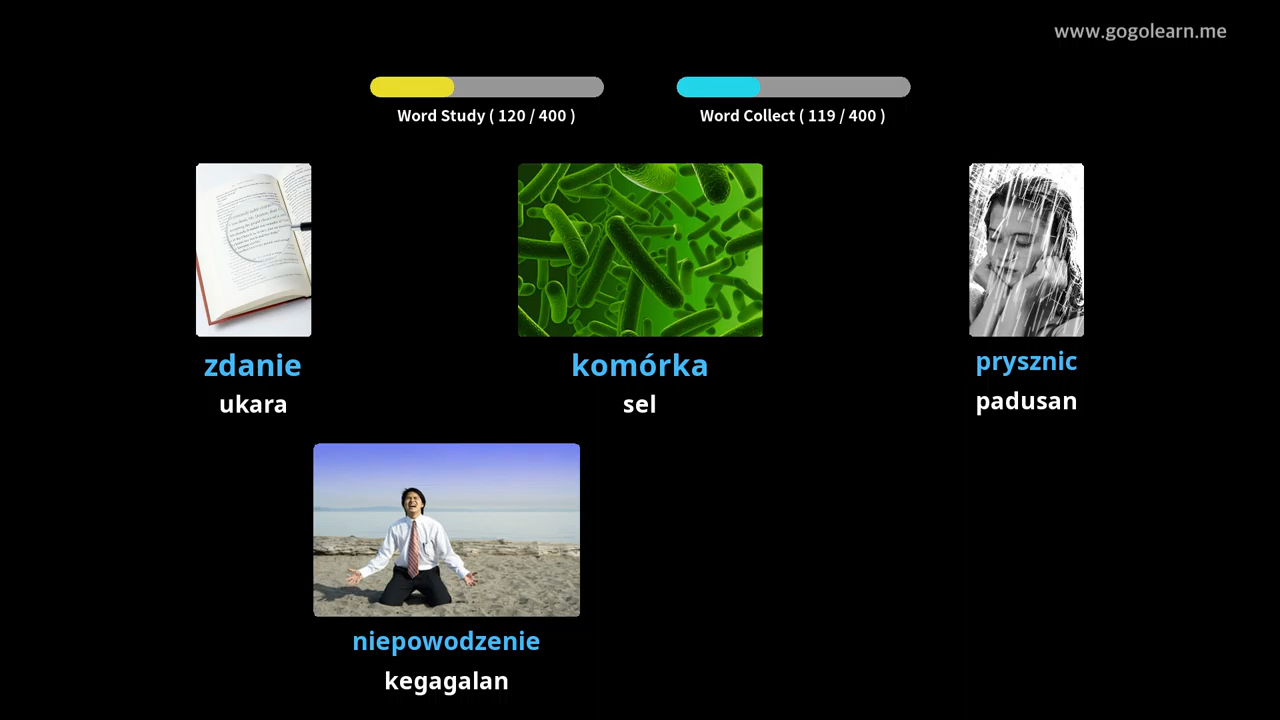 www.gogolearn.me
Word Study ( 120 / 400 )
Word Collect ( 119 / 400 )
zdanie
ukara
komórka
sel
prysznic
padusan
niepowodzenie
kegagalan